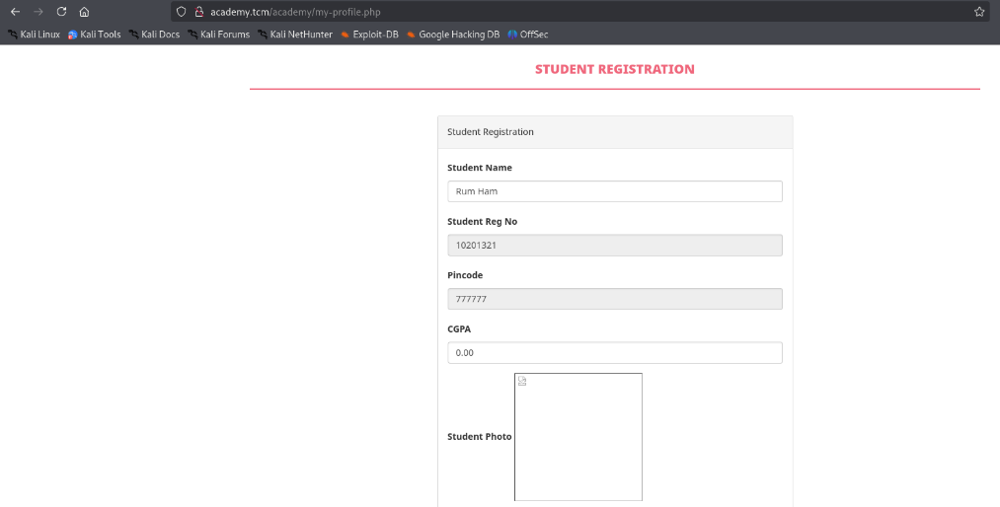 academy.tcm/academy/my-profile.php
Kali Linux Kali Tools Kali Docs Kali Forums Kali NetHunter Exploit-DB Google Hacking DB OffSec
STUDENT REGISTRATION
Student Registration
Student Name
Rum Ham
Student Reg No
10201321
Pincode
777777
CGPA
0.00
Student Photo